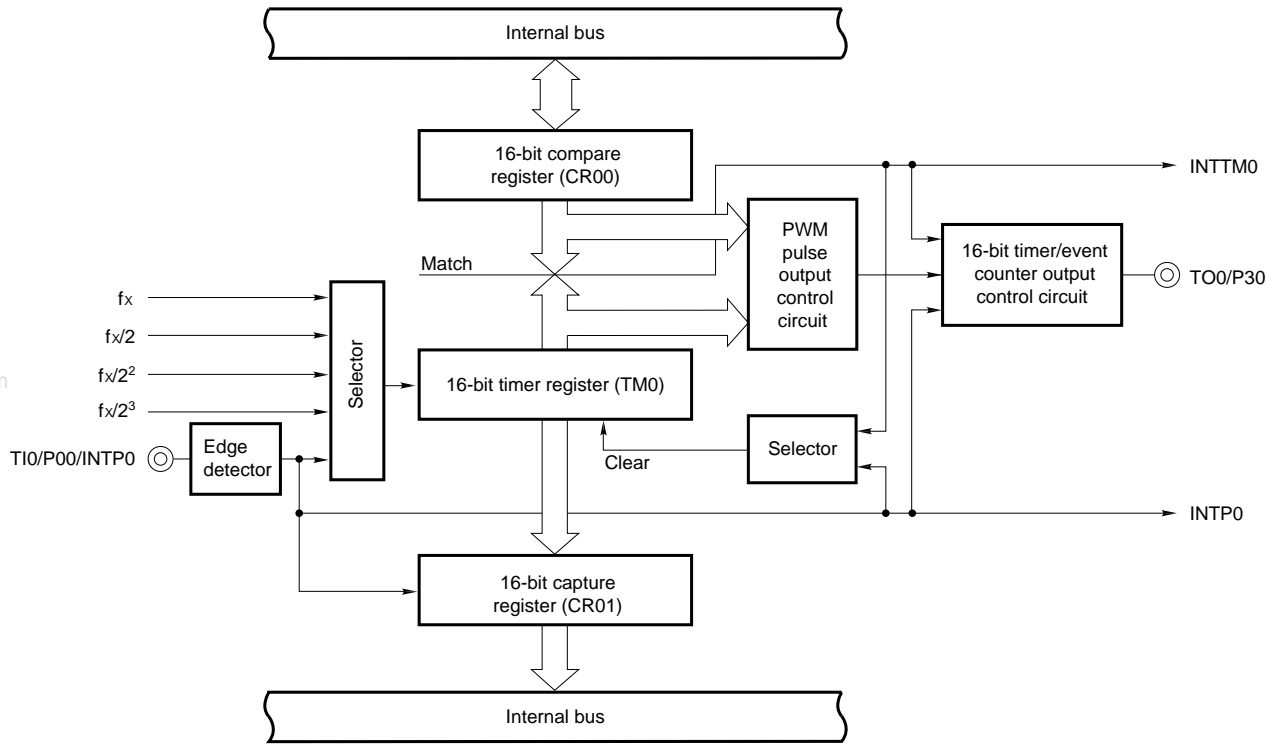 Internal bus
16-bit compare
register (CR00)
INTTM0
PWM
pulse
output
control
circuit
16-bit timer/event
counter output
control circuit
TO0/P30
Match
fX
fX/2
fX/2²
fX/2³
Selector
16-bit timer register (TM0)
TI0/P00/INTP0
Edge
detector
Clear
Selector
INTP0
16-bit capture
register (CR01)
Internal bus